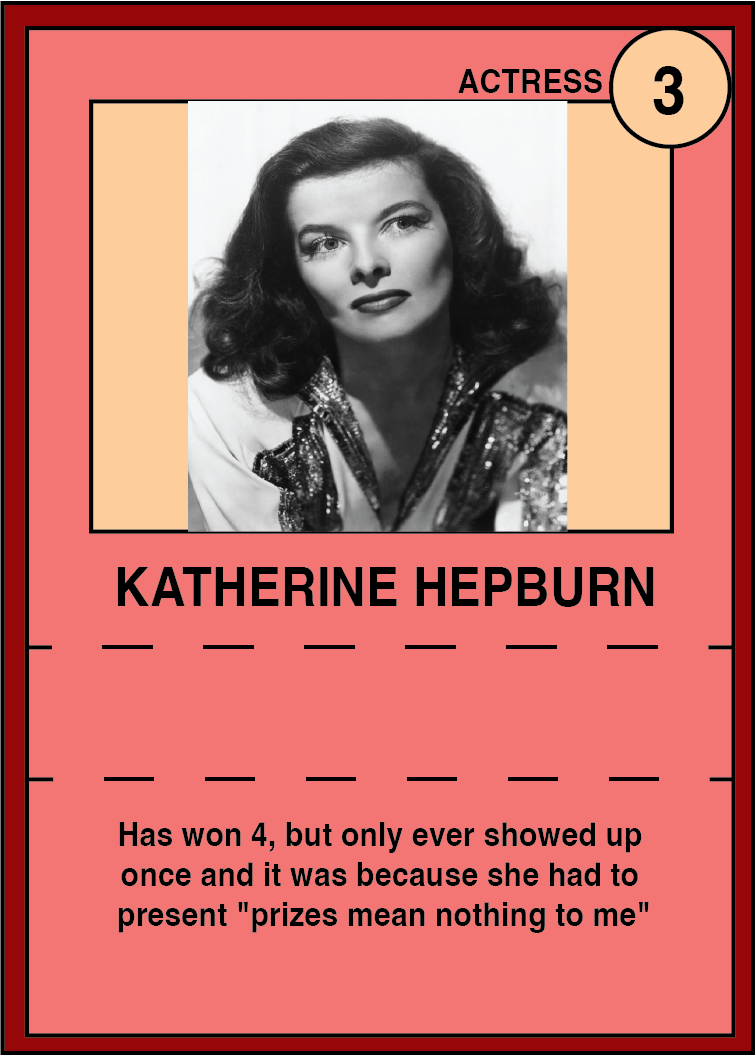 ACTRESS
3
KATHERINE HEPBURN
Has won 4, but only ever showed up
once and it was because she had to
present "prizes mean nothing to me"